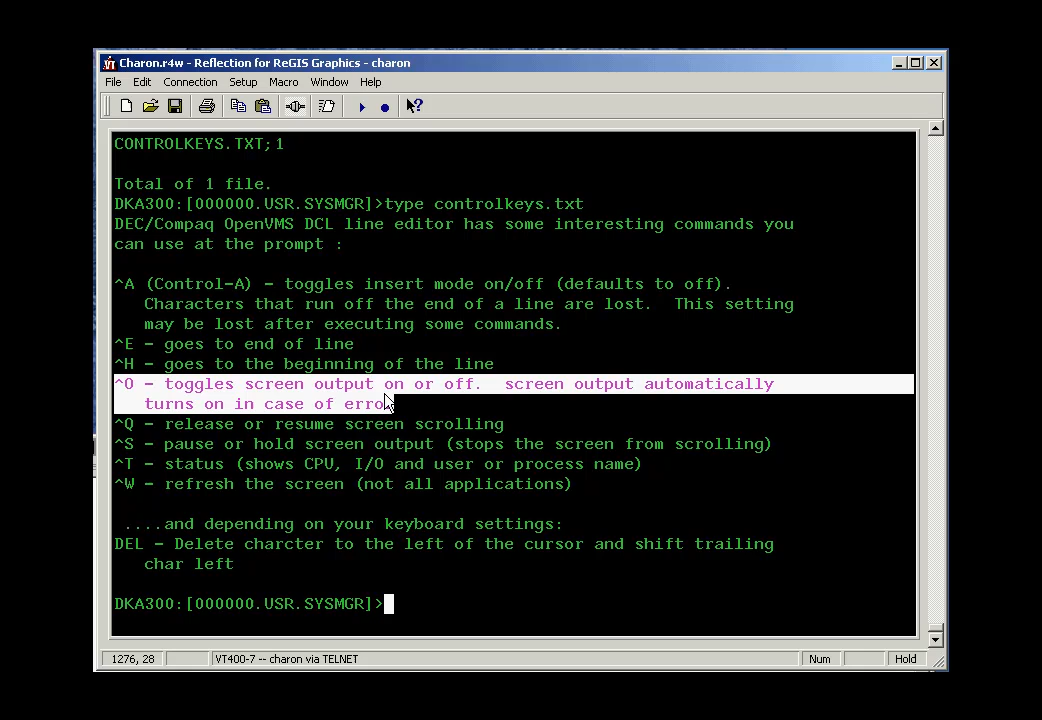 Charon.r4w - Reflection for ReGIS Graphics - charon
File Edit Connection Setup Macro Window Help
CONTROLKEYS.TXT;1
Total of 1 file.
DKA300:[000000.USR.SYSMGR]>type controlkeys.txt
DEC/Compaq OpenVMS DCL line editor has some interesting commands you
can use at the prompt :
^A (Control-A) - toggles insert mode on/off (defaults to off).
Characters that run off the end of a line are lost. This setting
may be lost after executing some commands.
^E - goes to end of line
^H - goes to the beginning of the line
^O - toggles screen output on or off. screen output automatically
turns on in case of error
^Q - release or resume screen scrolling
^S - pause or hold screen output (stops the screen from scrolling)
^T - status (shows CPU, I/O and user or process name)
^W - refresh the screen (not all applications)
....and depending on your keyboard settings:
DEL - Delete charcter to the left of the cursor and shift trailing
char left
DKA300:[000000.USR.SYSMGR]>
1276, 28 VT400-7 -- charon via TELNET Num Hold